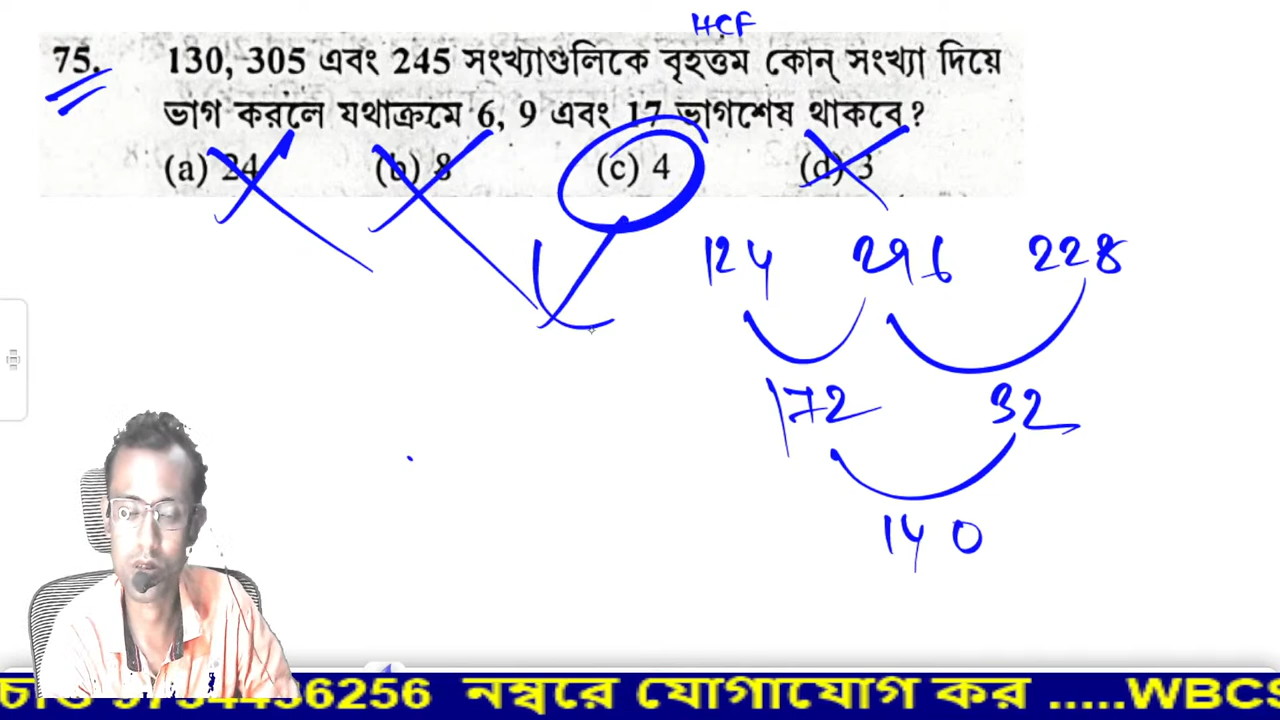 HCF
75. 130, 305 এবং 245 সংখ্যাগুলিকে বৃহত্তম কোন্ সংখ্যা দিয়ে
ভাগ করলে যথাক্রমে 6, 9 এবং 17 ভাগশেষ থাকবে?
(a) 24 (b) 8 (c) 4 (d) 3
124 296 228
172 32
140
নম্বরে যোগাযোগ কর .....WBCS